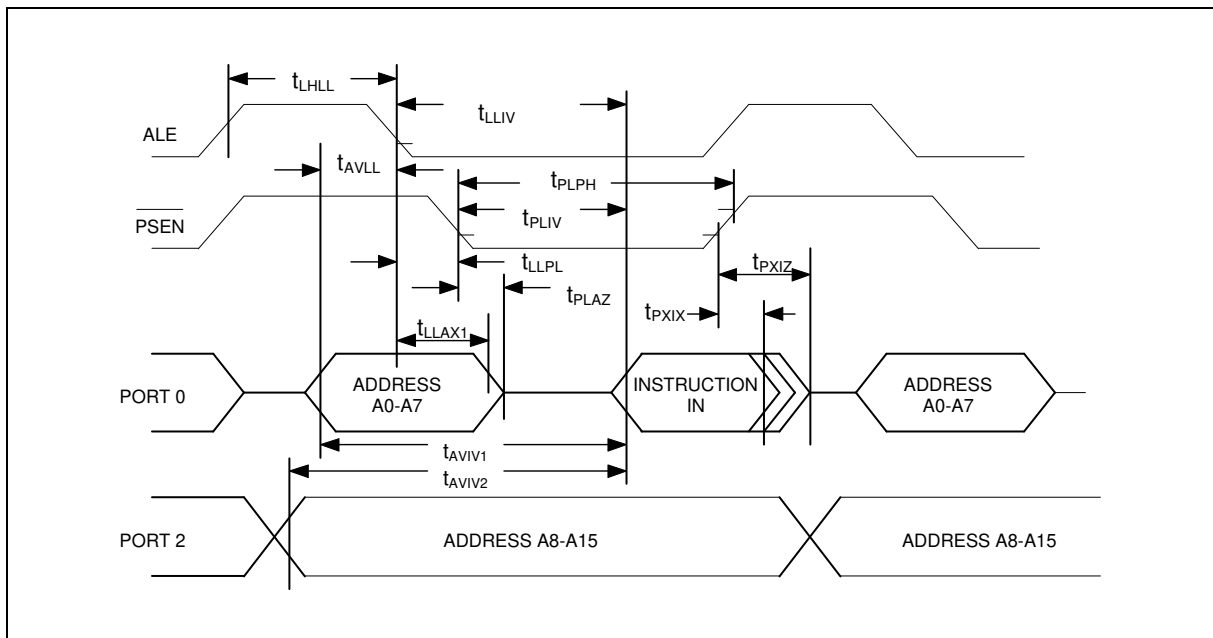 tLHLL
tLLIV
ALE
tAVLL
tPLPH
PSEN
tPLIV
tLLPL
tPXIZ
tPLAZ
tPXIX
tLLAX1
PORT 0
ADDRESS
A0-A7
INSTRUCTION
IN
ADDRESS
A0-A7
tAVIV1
tAVIV2
PORT 2
ADDRESS A8-A15
ADDRESS A8-A15